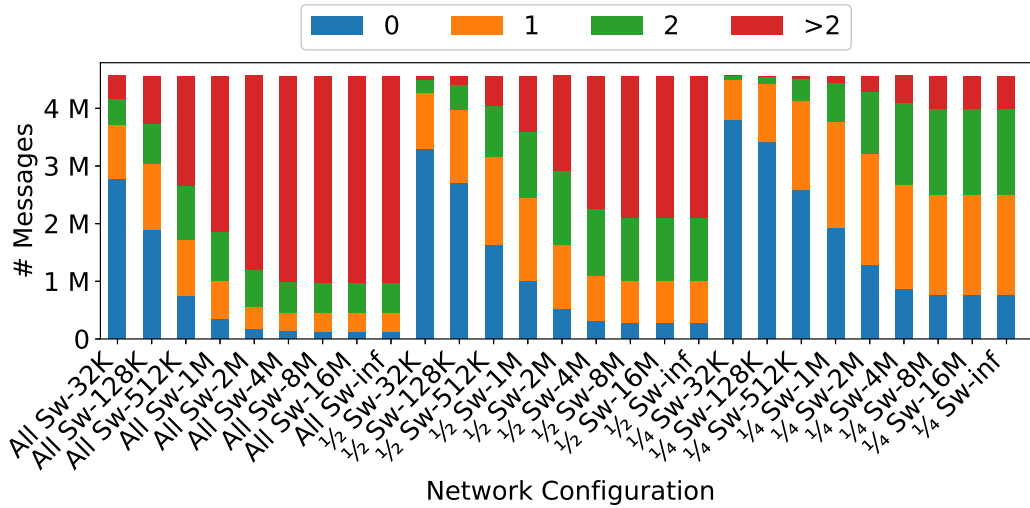 0 1 2 >2
# Messages
4 M
3 M
2 M
1 M
0
All Sw-32K
All Sw-128K
All Sw-512K
All Sw-1M
All Sw-2M
All Sw-4M
All Sw-8M
All Sw-16M
All Sw-inf
½ Sw-32K
½ Sw-128K
½ Sw-512K
½ Sw-1M
½ Sw-2M
½ Sw-4M
½ Sw-8M
½ Sw-16M
½ Sw-inf
¼ Sw-32K
¼ Sw-128K
¼ Sw-512K
¼ Sw-1M
¼ Sw-2M
¼ Sw-4M
¼ Sw-8M
¼ Sw-16M
¼ Sw-inf
Network Configuration